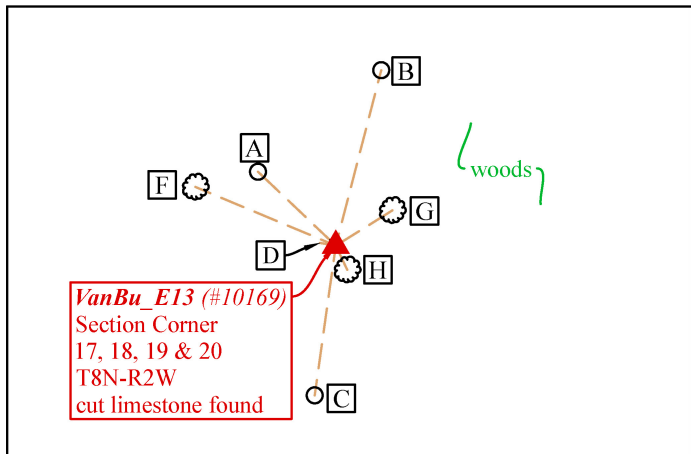 B
A
F
woods
G
D
H
VanBu_E13 (#10169)
Section Corner
17, 18, 19 & 20
T8N-R2W
cut limestone found
C